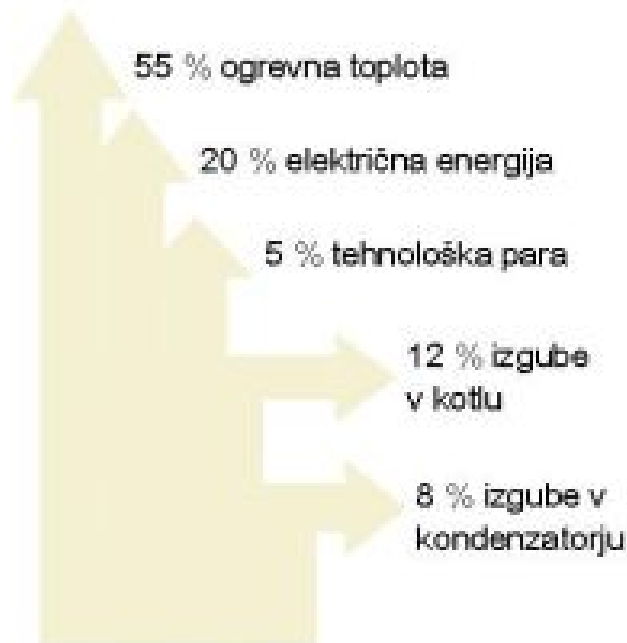 55 % ogrevna toplota
20 % električna energija
5 % tehnološka para
12 % izgube
v kotlu
8 % izgube v
kondenzatorju